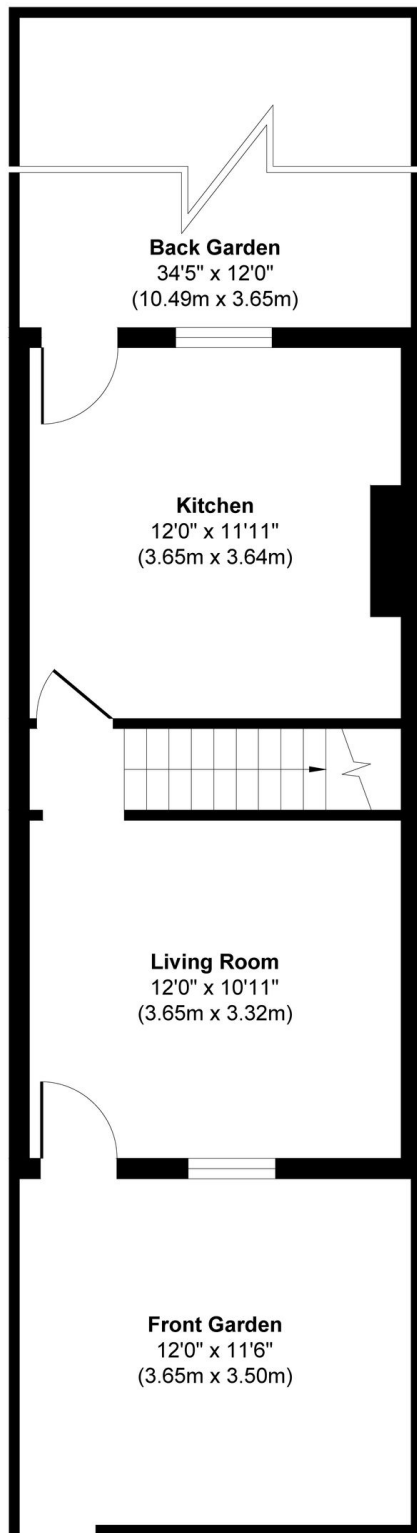 Back Garden
34'5" x 12'0"
(10.49m x 3.65m)
Kitchen
12'0" x 11'11"
(3.65m x 3.64m)
Living Room
12'0" x 10'11"
(3.65m x 3.32m)
Front Garden
12'0" x 11'6"
(3.65m x 3.50m)